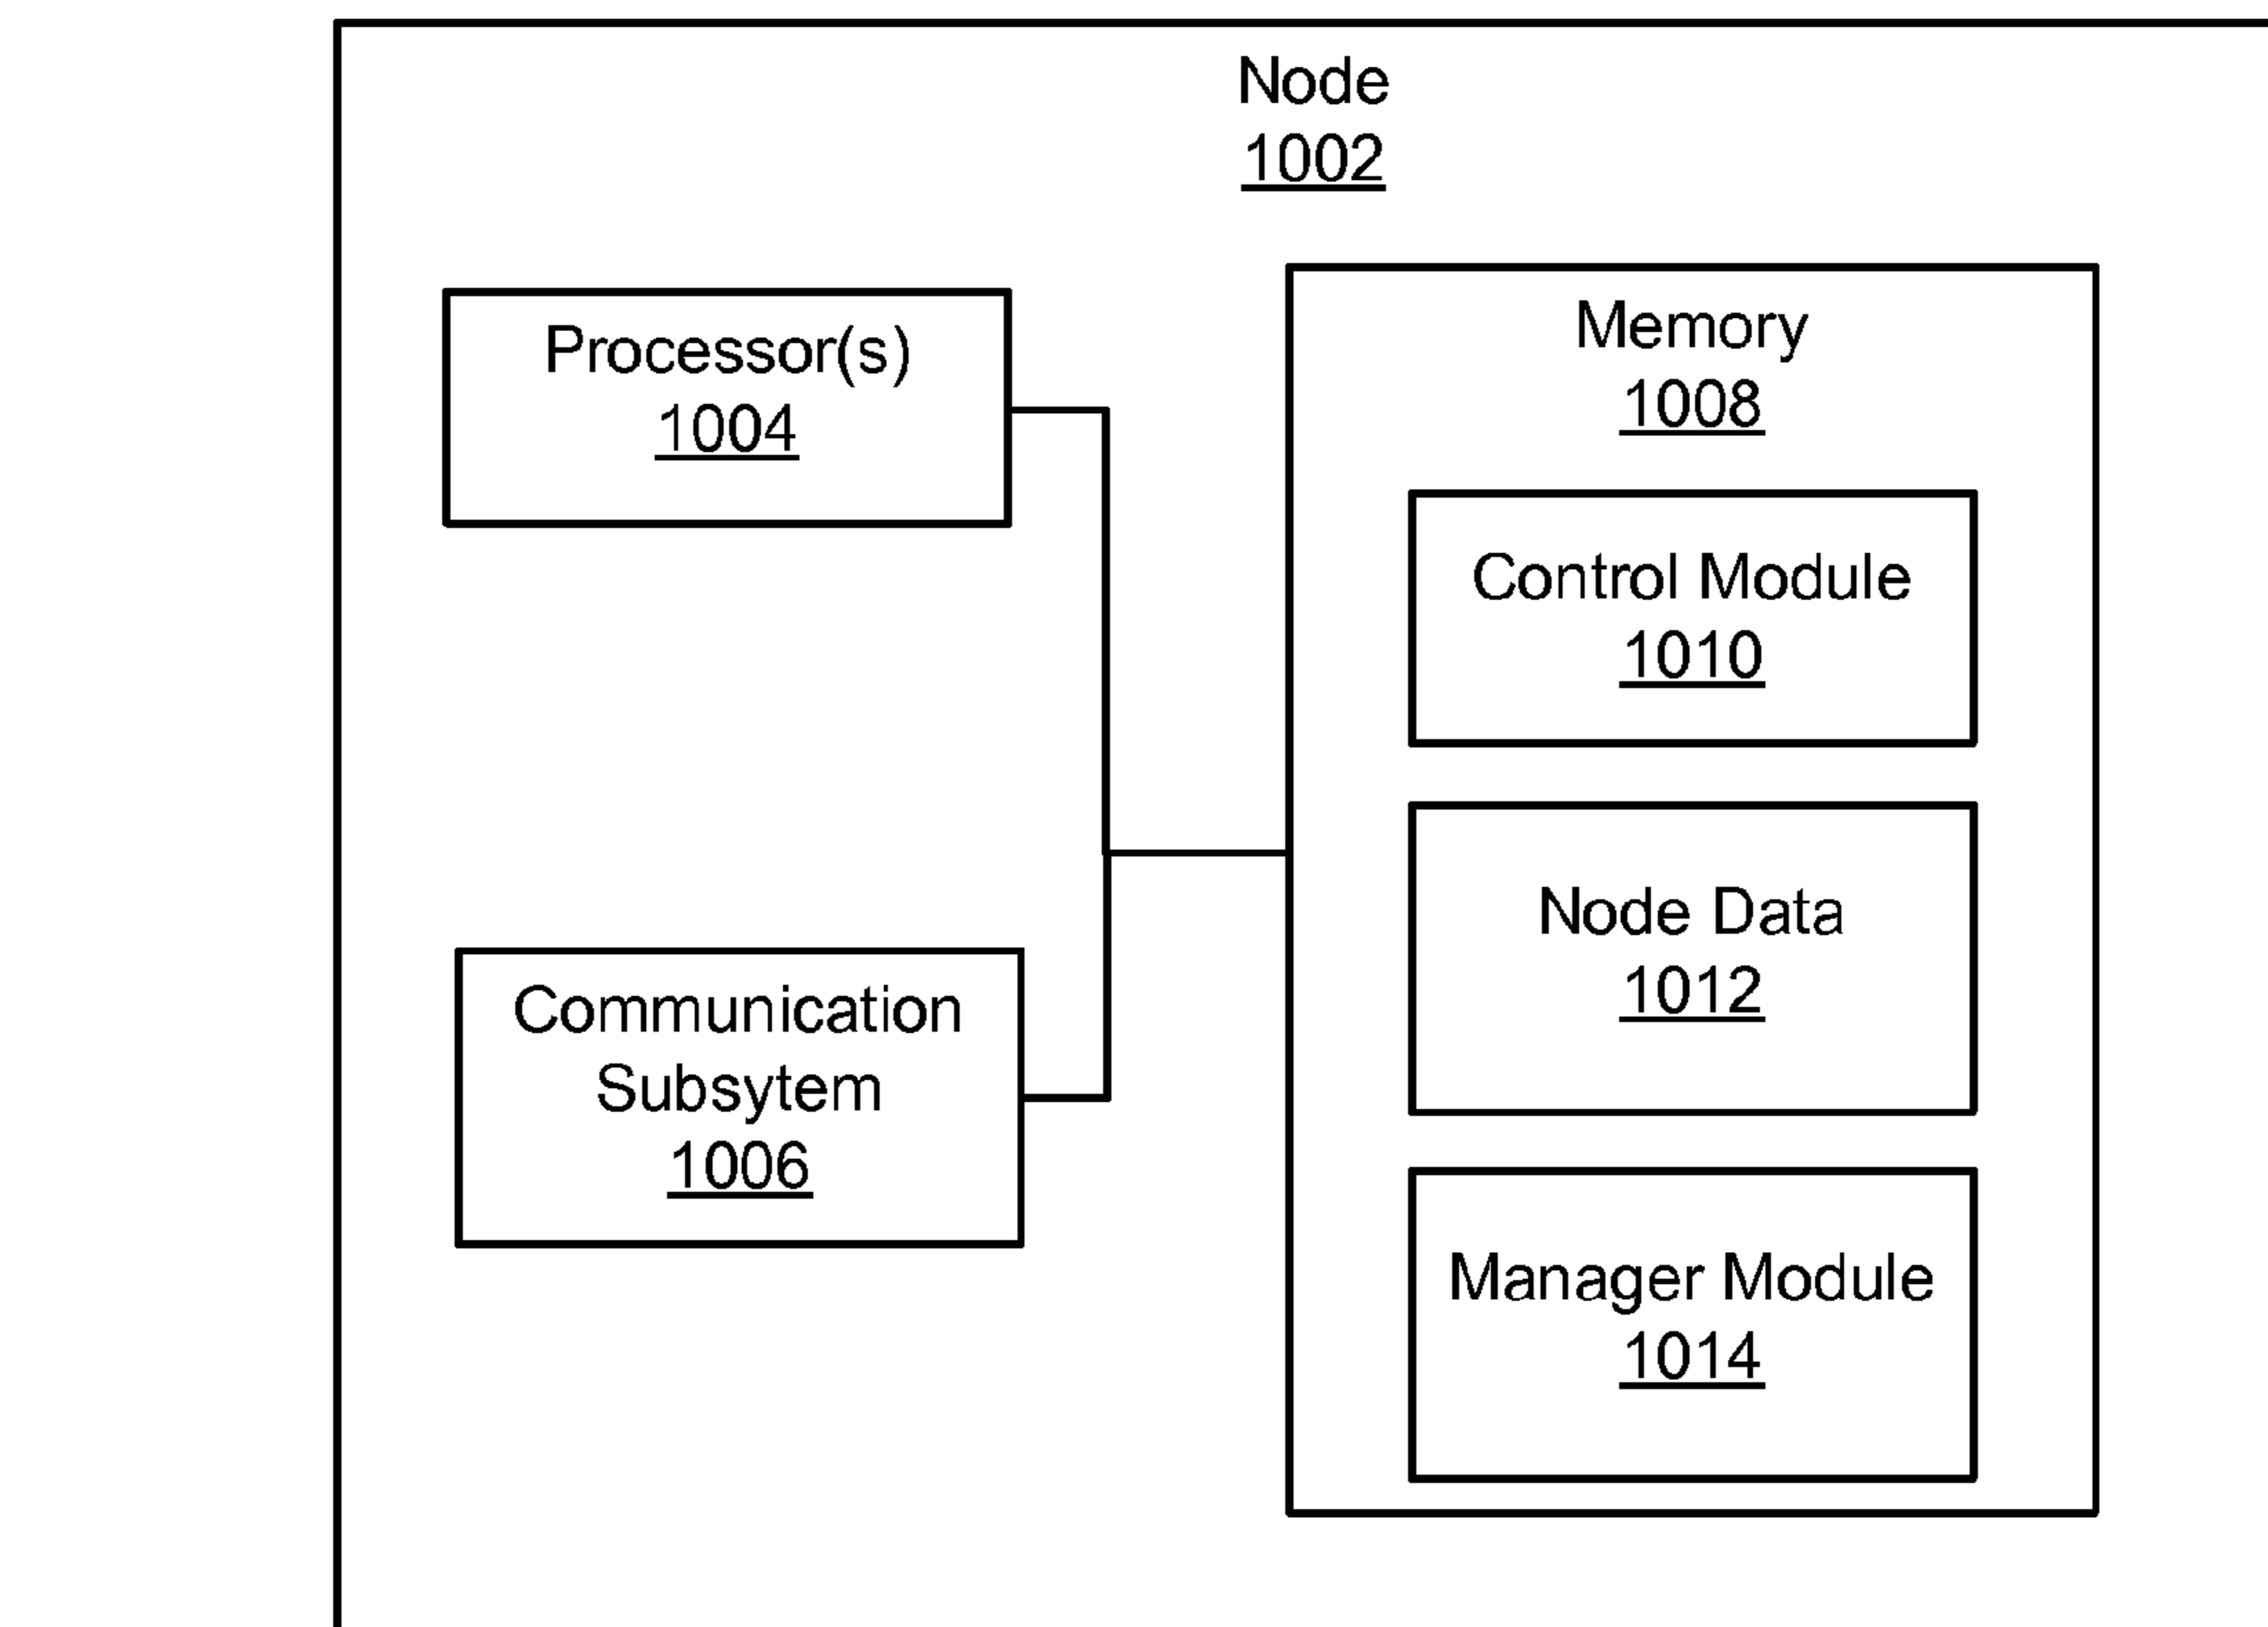 Node
1002
Processor(s)
1004
Communication
Subsytem
1006
Memory
1008
Control Module
1010
Node Data
1012
Manager Module
1014